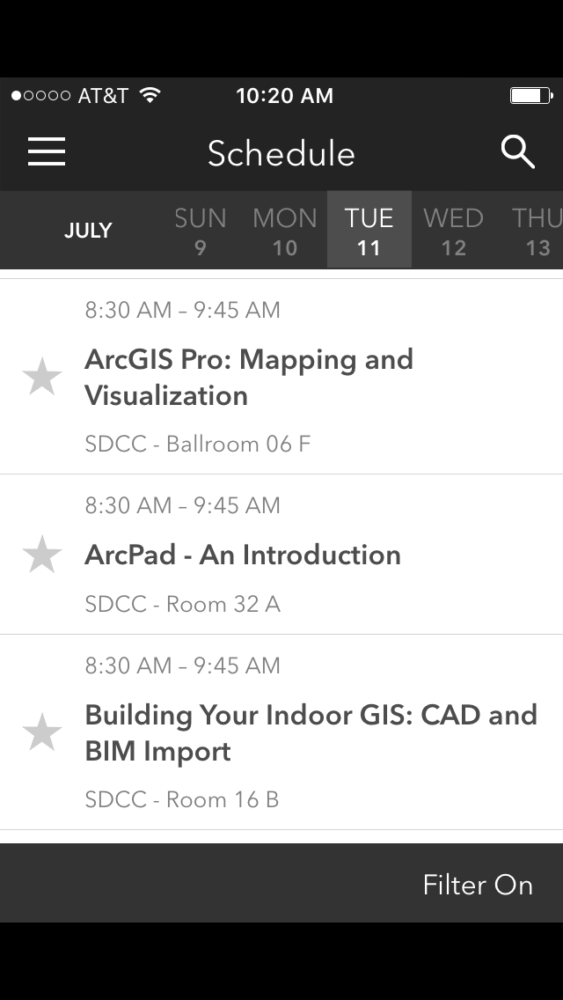 AT&T 10:20 AM
Schedule
JULY SUN MON TUE WED THU
9 10 11 12 13
8:30 AM – 9:45 AM
ArcGIS Pro: Mapping and
Visualization
SDCC - Ballroom 06 F
8:30 AM – 9:45 AM
ArcPad - An Introduction
SDCC - Room 32 A
8:30 AM – 9:45 AM
Building Your Indoor GIS: CAD and
BIM Import
SDCC - Room 16 B
Filter On